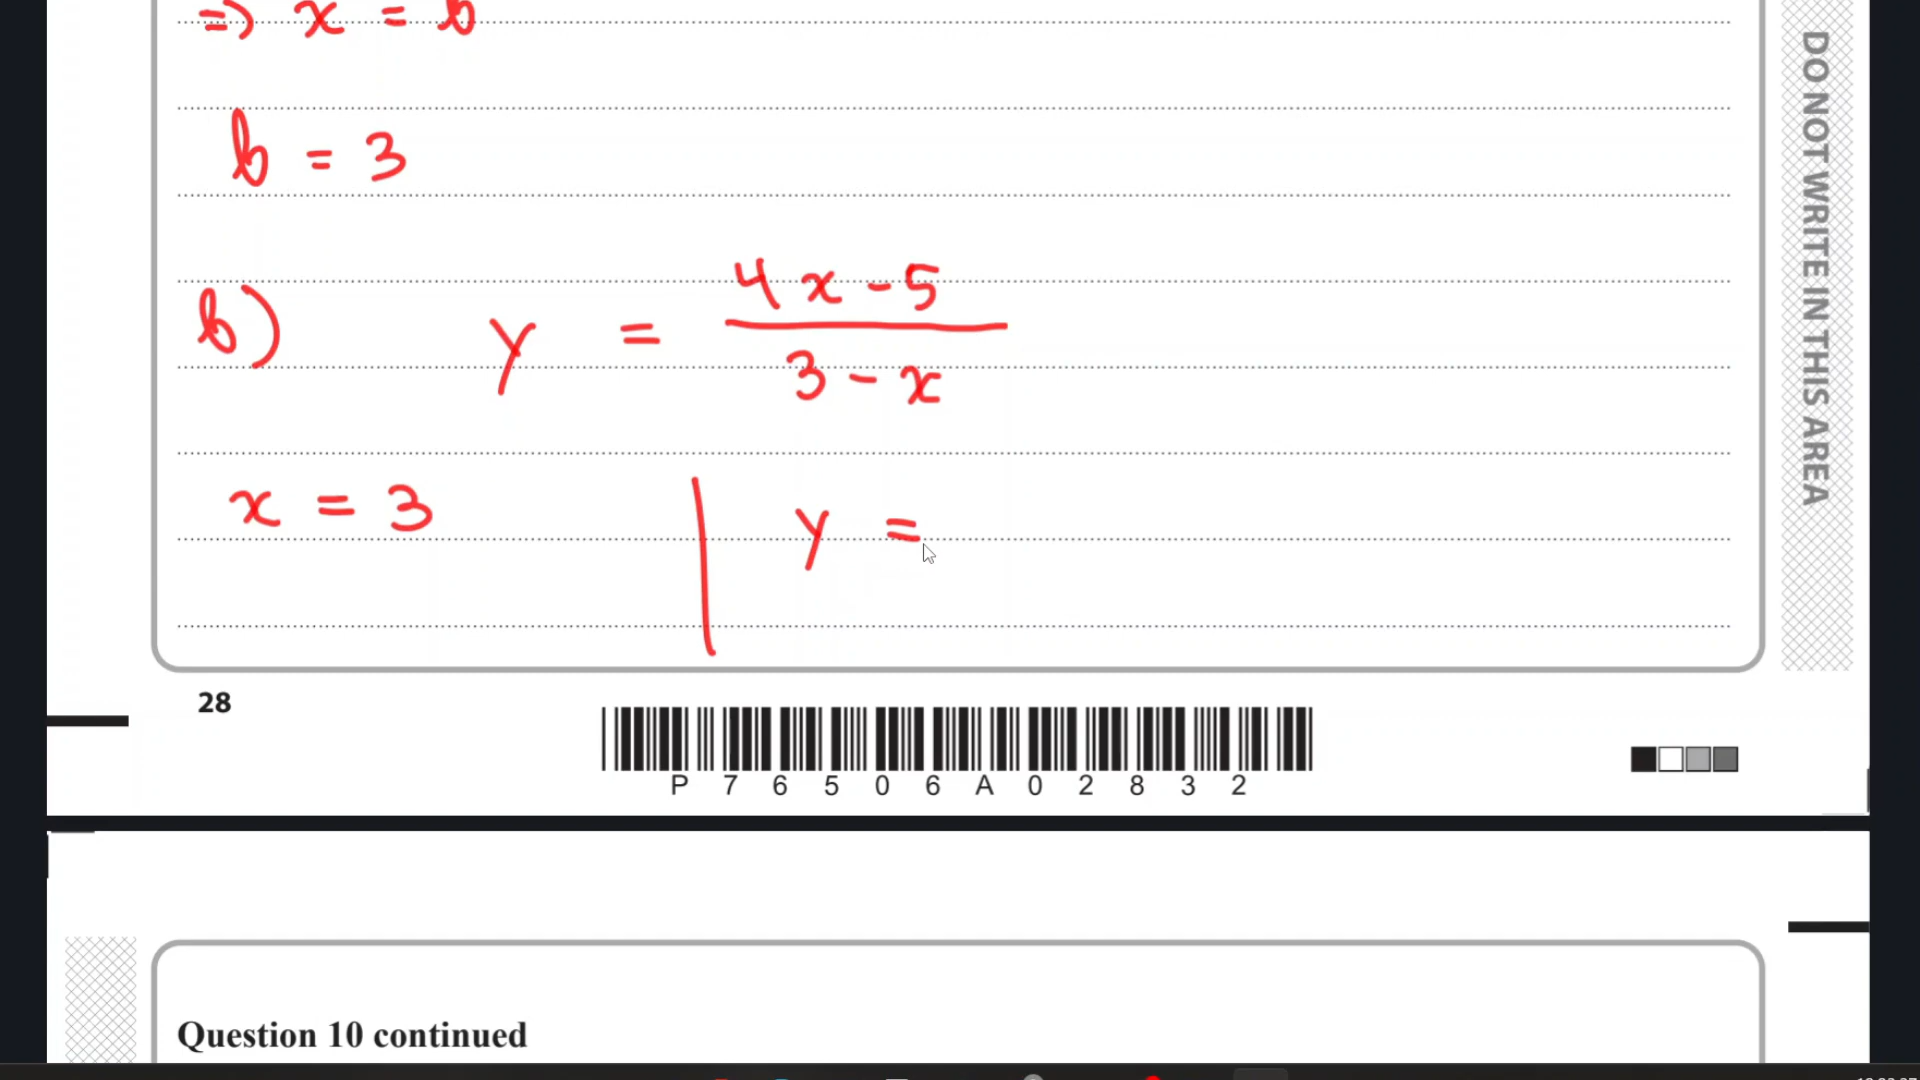 => x = b
b = 3
b) y = (4x - 5)/(3 - x)
x = 3 | y =
DO NOT WRITE IN THIS AREA
28
P 7 6 5 0 6 A 0 2 8 3 2
Question 10 continued